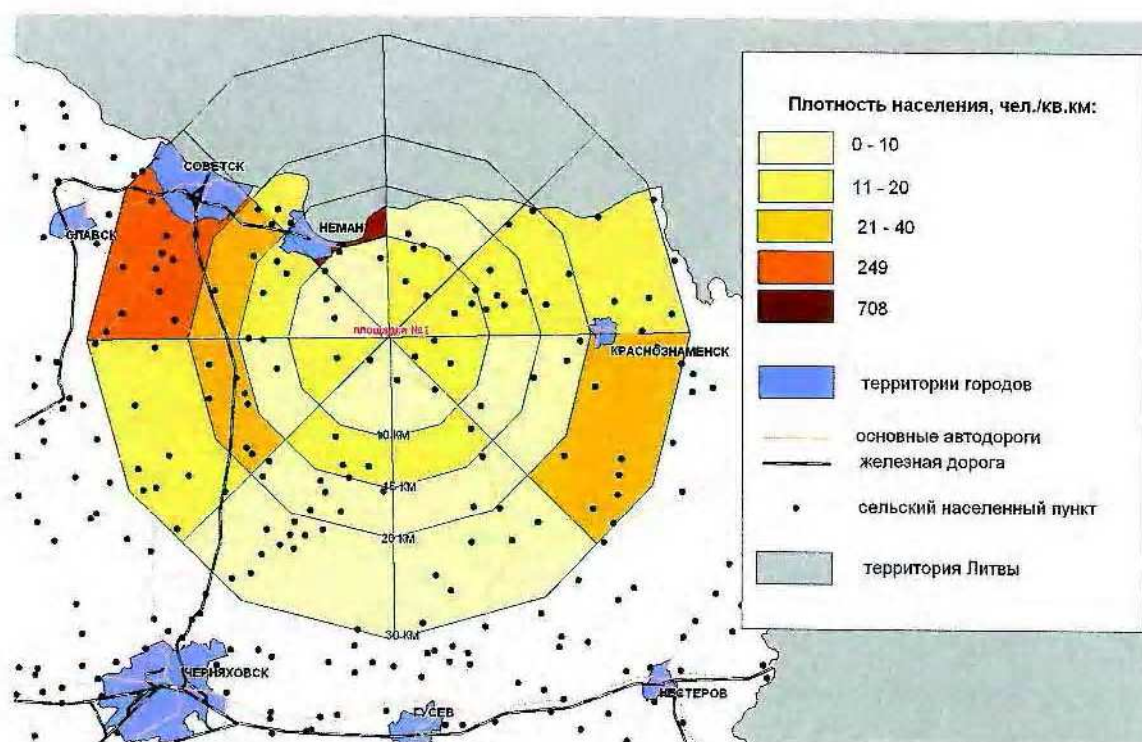 Плотность населения, чел./кв.км:
0 - 10
11 - 20
21 - 40
249
708
территории городов
основные автодороги
железная дорога
сельский населенный пункт
территория Литвы
СОВЕТСК
СЛАВСК
НЕМАН
площадка №1
КРАСНОЗНАМЕНСК
10 КМ
15 КМ
20 КМ
30 КМ
ЧЕРНЯХОВСК
ГУСЕВ
НЕСТЕРОВ